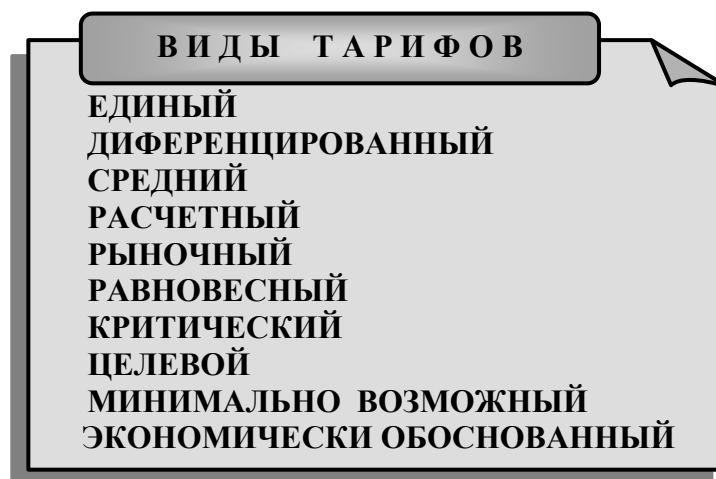 ВИДЫ ТАРИФОВ
ЕДИНЫЙ
ДИФЕРЕНЦИРОВАННЫЙ
СРЕДНИЙ
РАСЧЕТНЫЙ
РЫНОЧНЫЙ
РАВНОВЕСНЫЙ
КРИТИЧЕСКИЙ
ЦЕЛЕВОЙ
МИНИМАЛЬНО ВОЗМОЖНЫЙ
ЭКОНОМИЧЕСКИ ОБОСНОВАННЫЙ